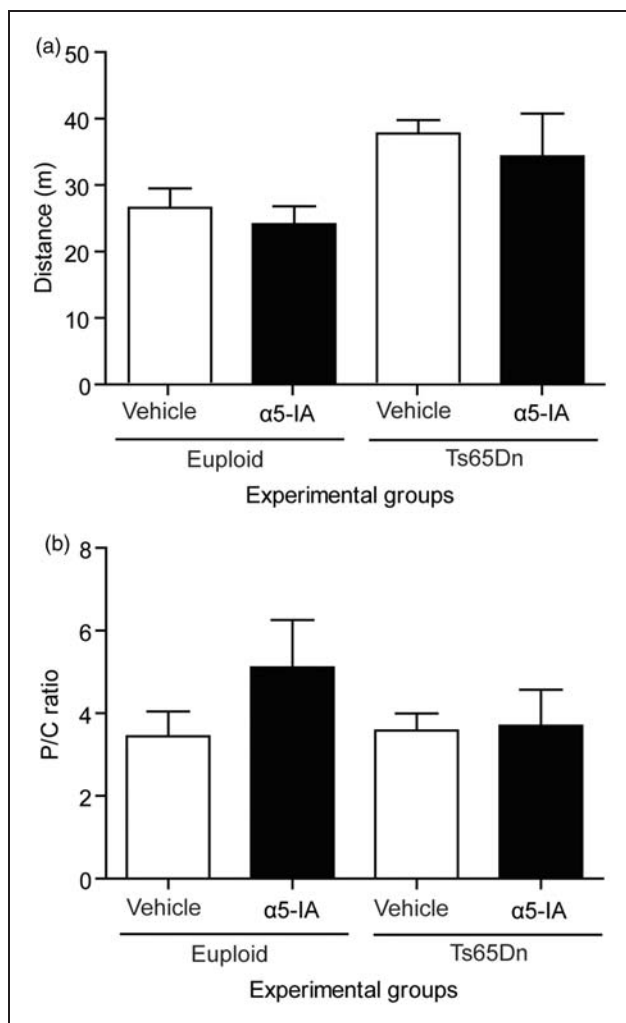 (a)
50
40
30
20
10
0
Distance (m)
Vehicle α5-IA Vehicle α5-IA
Euploid Ts65Dn
Experimental groups
(b)
8
6
4
2
0
P/C ratio
Vehicle α5-IA Vehicle α5-IA
Euploid Ts65Dn
Experimental groups